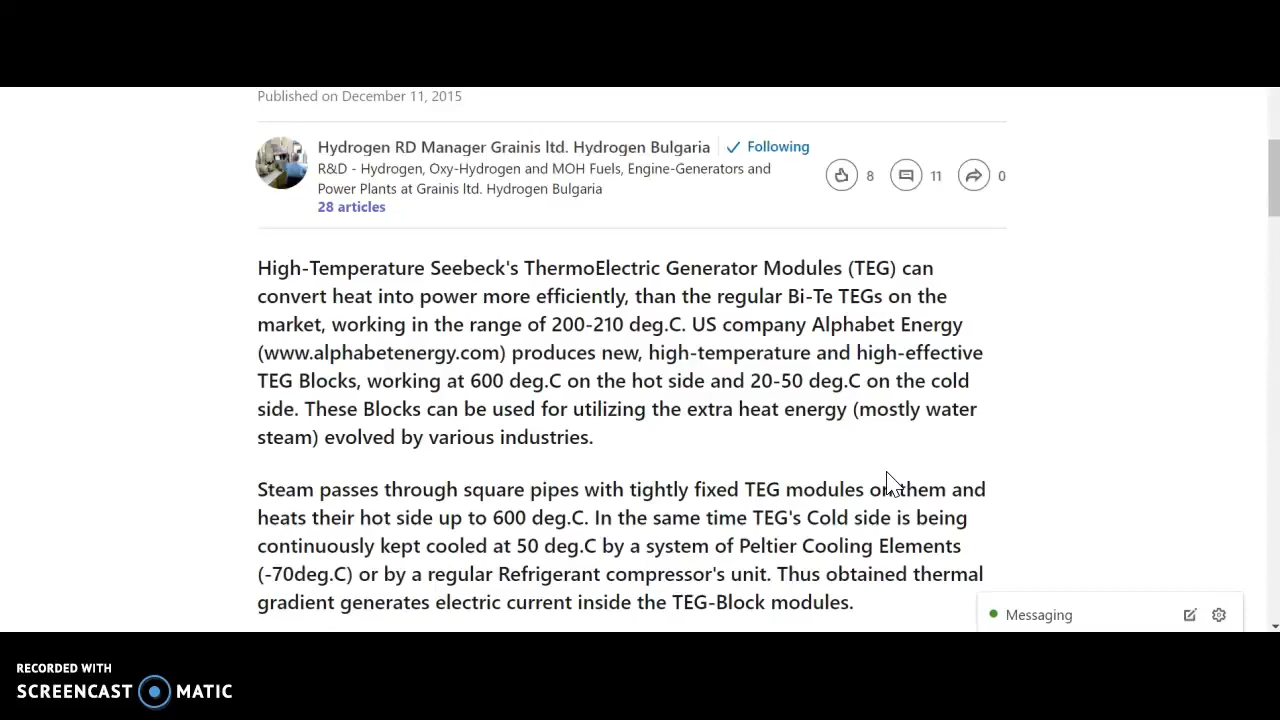 Published on December 11, 2015
Hydrogen RD Manager Grainis ltd. Hydrogen Bulgaria
Following
R&D - Hydrogen, Oxy-Hydrogen and MOH Fuels, Engine-Generators and
Power Plants at Grainis ltd. Hydrogen Bulgaria
28 articles
8
11
0
High-Temperature Seebeck's ThermoElectric Generator Modules (TEG) can
convert heat into power more efficiently, than the regular Bi-Te TEGs on the
market, working in the range of 200-210 deg.C. US company Alphabet Energy
(www.alphabetenergy.com) produces new, high-temperature and high-effective
TEG Blocks, working at 600 deg.C on the hot side and 20-50 deg.C on the cold
side. These Blocks can be used for utilizing the extra heat energy (mostly water
steam) evolved by various industries.
Steam passes through square pipes with tightly fixed TEG modules on them and
heats their hot side up to 600 deg.C. In the same time TEG's Cold side is being
continuously kept cooled at 50 deg.C by a system of Peltier Cooling Elements
(-70deg.C) or by a regular Refrigerant compressor's unit. Thus obtained thermal
gradient generates electric current inside the TEG-Block modules.
Messaging
RECORDED WITH
SCREENCAST MATIC